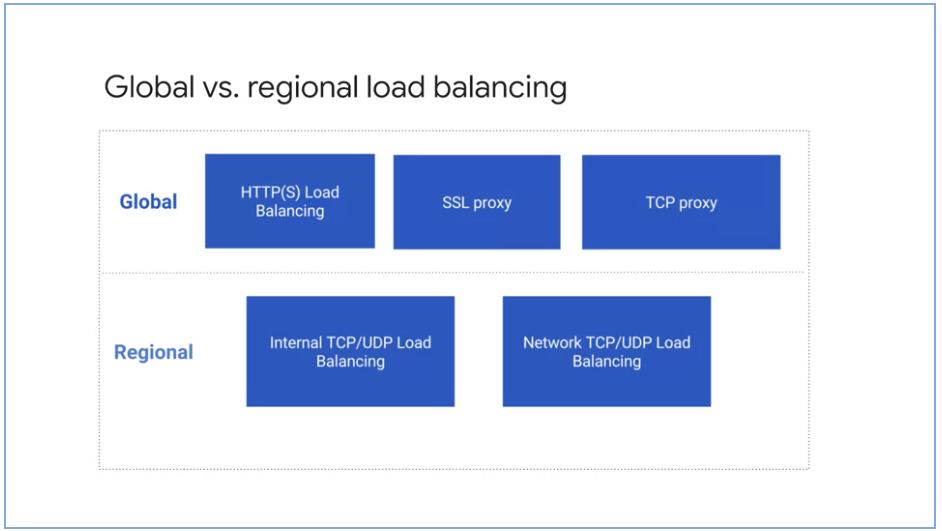 Global vs. regional load balancing
Global
HTTP(S) Load
Balancing
SSL proxy
TCP proxy
Regional
Internal TCP/UDP Load
Balancing
Network TCP/UDP Load
Balancing